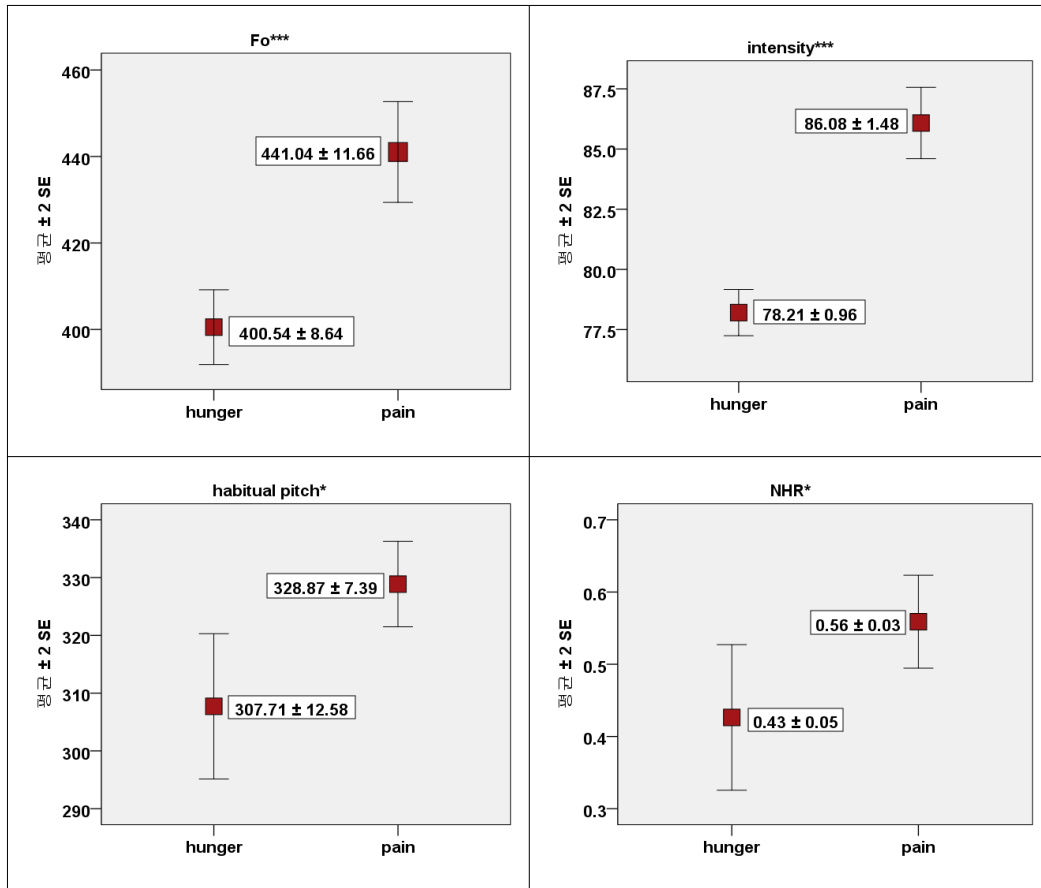 Fo***
460
440
420
400
평균 ± 2 SE
441.04 ± 11.66
400.54 ± 8.64
hunger pain
intensity***
87.5
85.0
82.5
80.0
77.5
평균 ± 2 SE
86.08 ± 1.48
78.21 ± 0.96
hunger pain
habitual pitch*
340
330
320
310
300
290
평균 ± 2 SE
328.87 ± 7.39
307.71 ± 12.58
hunger pain
NHR*
0.7
0.6
0.5
0.4
0.3
평균 ± 2 SE
0.56 ± 0.03
0.43 ± 0.05
hunger pain